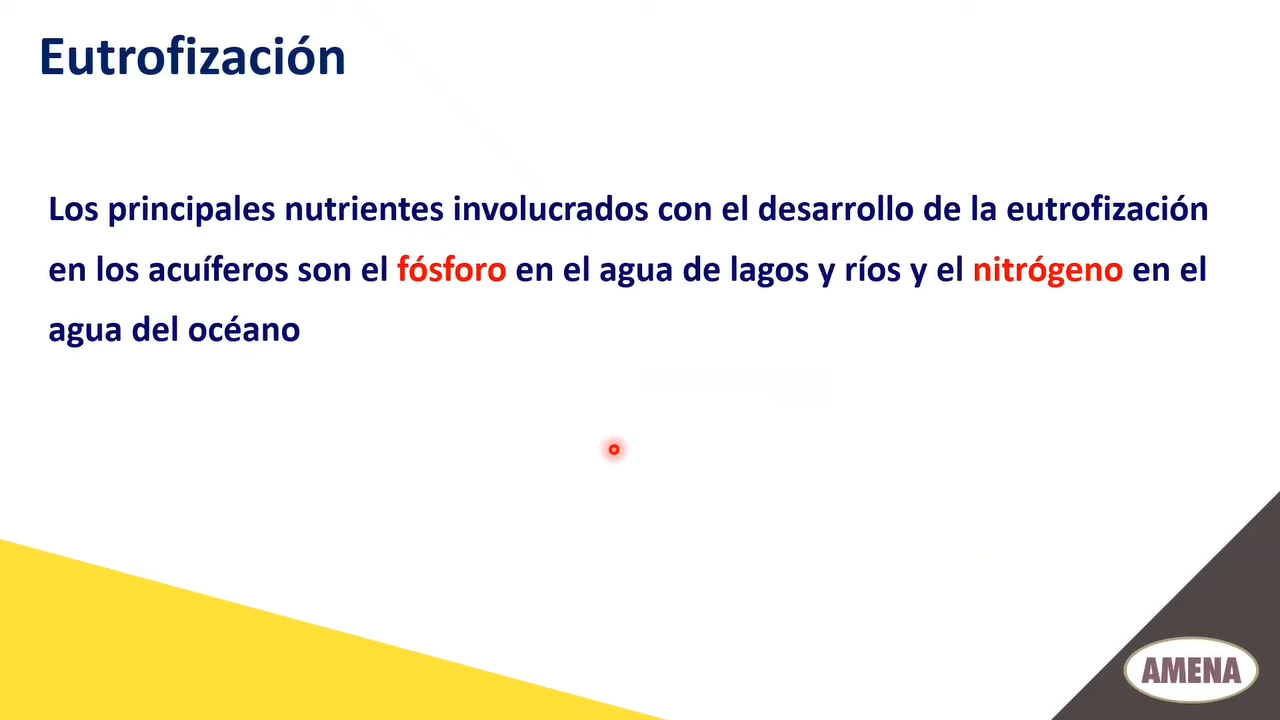 Eutrofización
Los principales nutrientes involucrados con el desarrollo de la eutrofización
en los acuíferos son el fósforo en el agua de lagos y ríos y el nitrógeno en el
agua del océano
AMENA